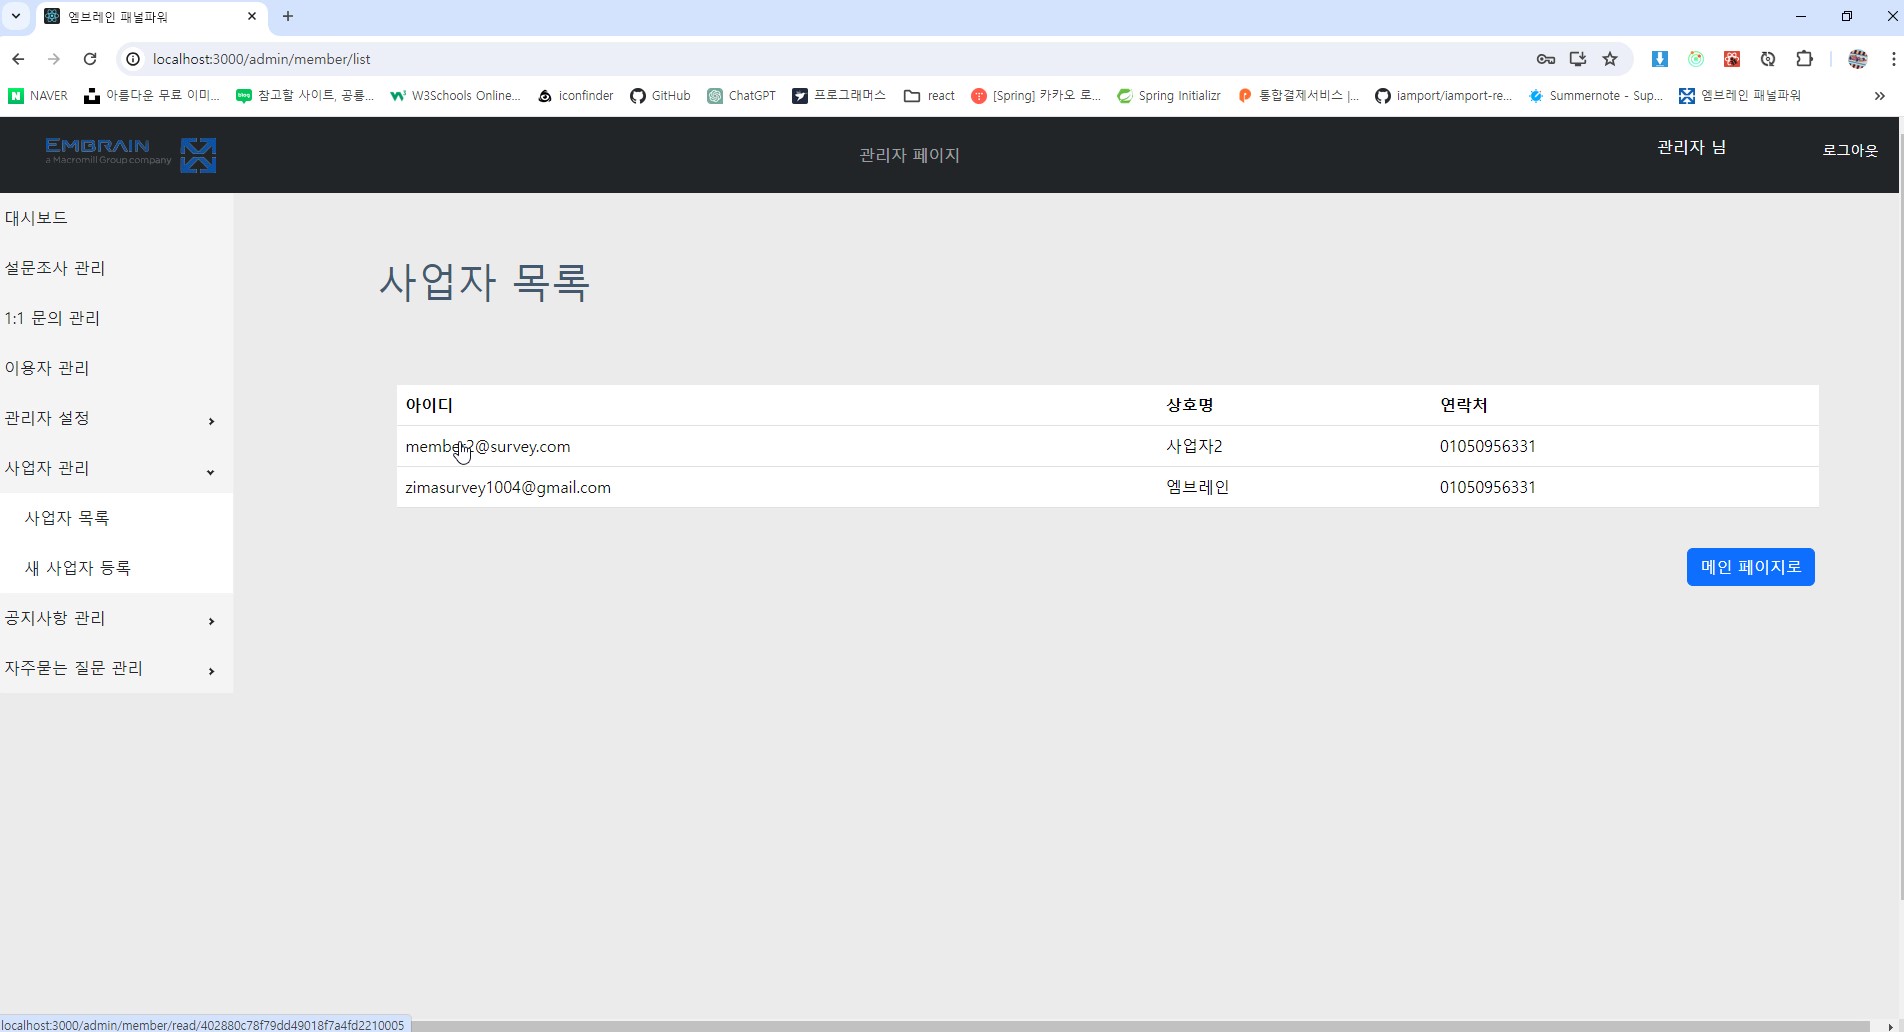 엠브레인 패널파워
localhost:3000/admin/member/list
NAVER 아름다운 무료 이미... 참고할 사이트, 공룡... W3Schools Online... iconfinder GitHub ChatGPT 프로그래머스 react [Spring] 카카오 로... Spring Initializr 통합결제서비스 |... iamport/iamport-re... Summernote - Sup... 엠브레인 패널파워
EMBRAIN
a Macromill Group company
관리자 페이지
관리자 님
로그아웃
대시보드
설문조사 관리
1:1 문의 관리
이용자 관리
관리자 설정
사업자 관리
사업자 목록
새 사업자 등록
공지사항 관리
자주묻는 질문 관리
사업자 목록
아이디 상호명 연락처
member2@survey.com 사업자2 01050956331
zimasurvey1004@gmail.com 엠브레인 01050956331
메인 페이지로
localhost:3000/admin/member/read/402880c78f79dd49018f7a4fd2210005